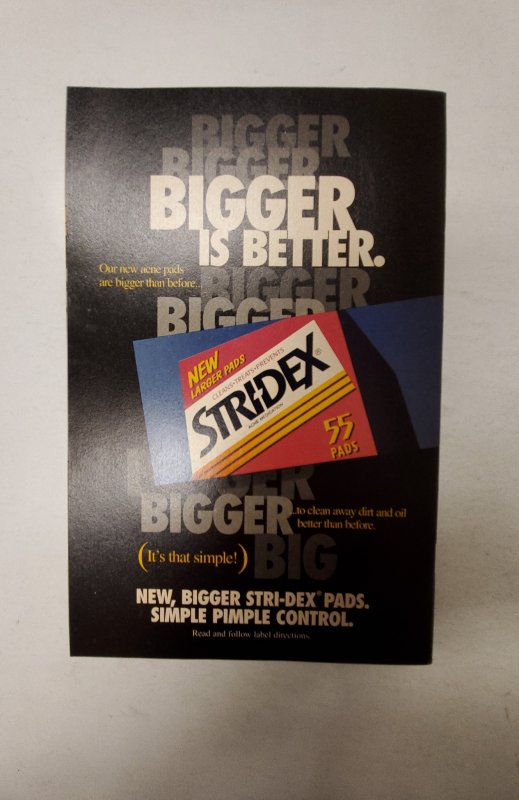 BIGGER
BIGGER
BIGGER
IS BETTER.
Our new acne pads
are bigger than before..
BIGGER
BIGGER
NEW
LARGER PADS
CLEANS•TREATS•PREVENTS
STRI-DEX®
ACNE MEDICATION
55
PADS
BIGGER
BIGGER
..to clean away dirt and oil
better than before.
(It's that simple!)
BIG
NEW, BIGGER STRI-DEX® PADS.
SIMPLE PIMPLE CONTROL.
Read and follow label directions.